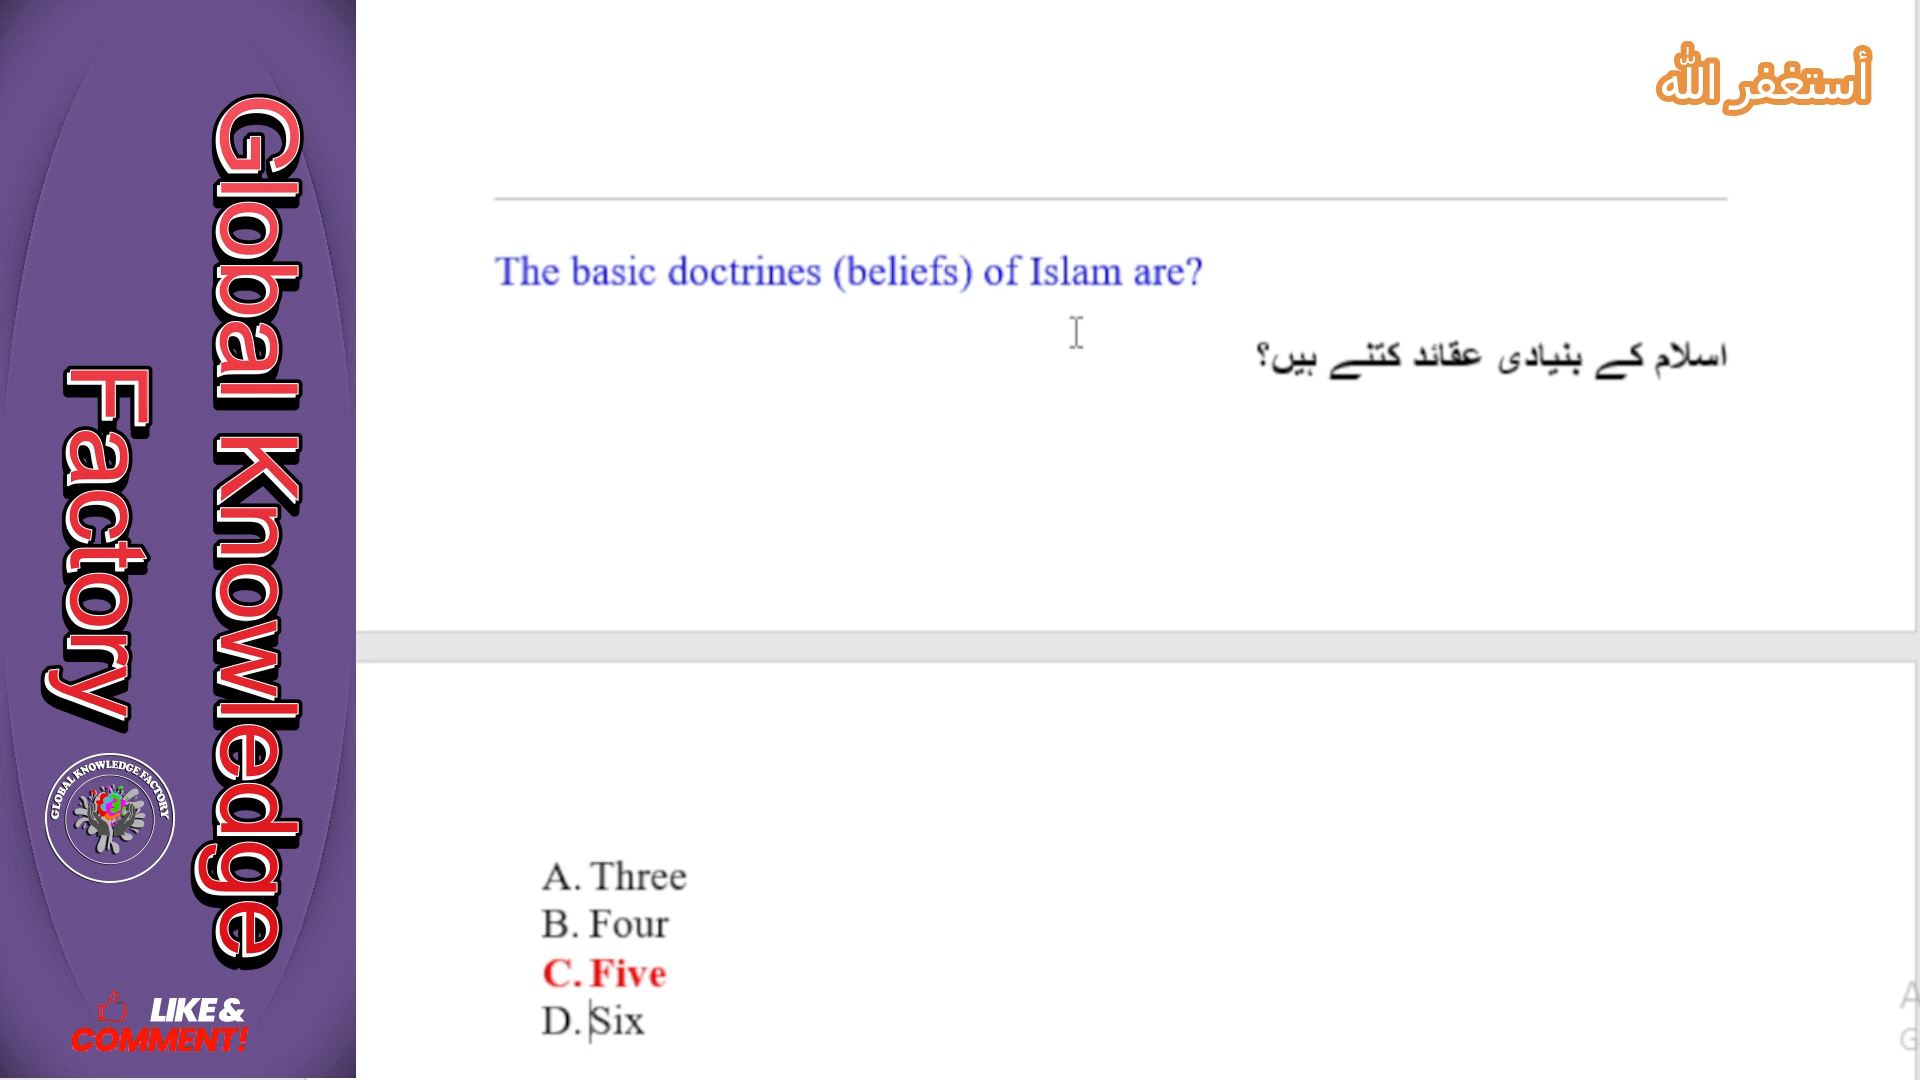 Global Knowledge
Factory
GLOBAL KNOWLEDGE FACTORY
LIKE &
COMMENT!
أستغفر الله
The basic doctrines (beliefs) of Islam are?
اسلام کے بنیادی عقائد کتنے ہیں؟
A. Three
B. Four
C. Five
D. Six